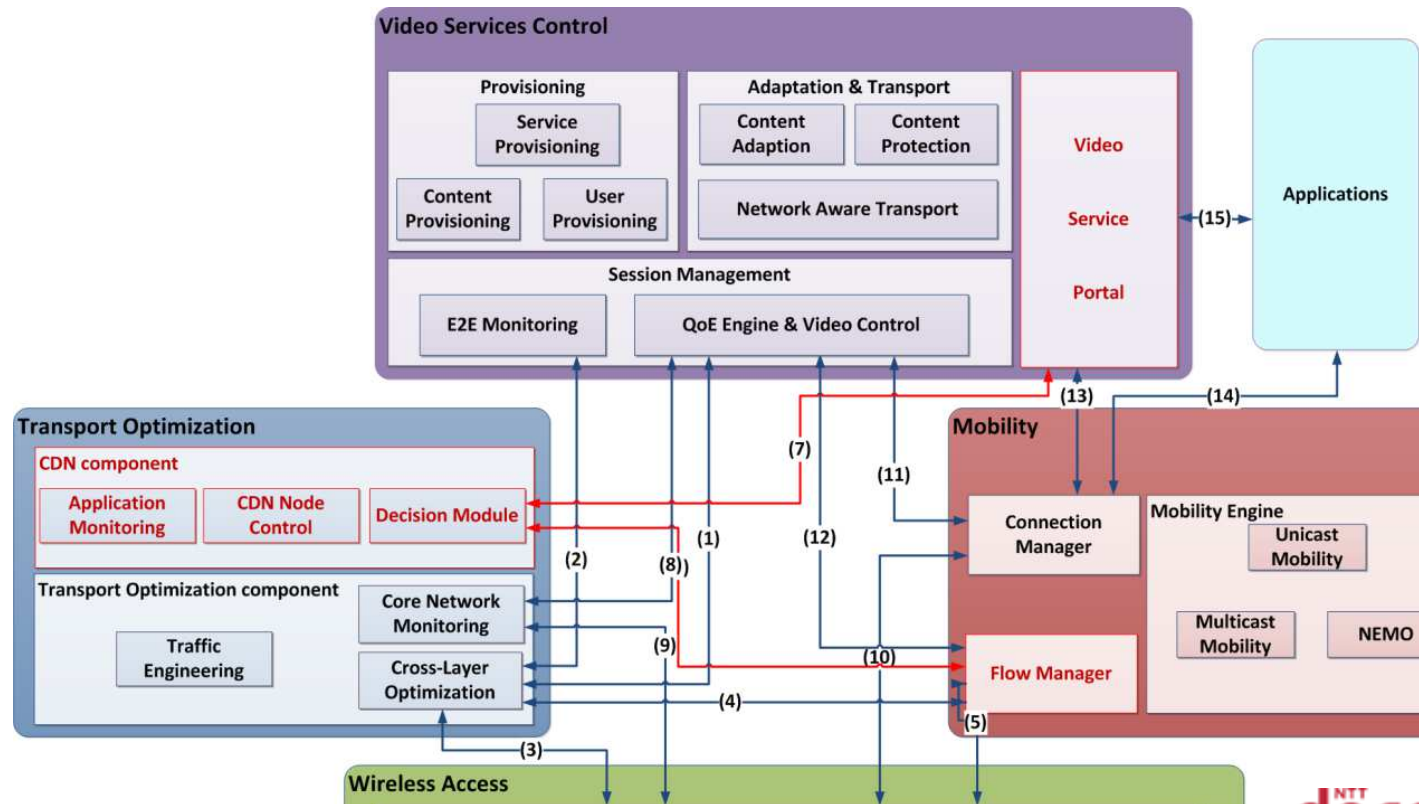 Video Services Control
Provisioning
Service
Provisioning
Content
Provisioning
User
Provisioning
Adaptation & Transport
Content
Adaption
Content
Protection
Network Aware Transport
Video
Service
Portal
Applications
(15)
Session Management
E2E Monitoring
QoE Engine & Video Control
(13)
(14)
Transport Optimization
CDN component
Application
Monitoring
CDN Node
Control
Decision Module
(7)
(11)
(2)
(1)
(12)
(8)
Mobility
Connection
Manager
Mobility Engine
Unicast
Mobility
Multicast
Mobility
NEMO
Transport Optimization component
Core Network
Monitoring
Traffic
Engineering
Cross-Layer
Optimization
(9)
(10)
Flow Manager
(4)
(5)
(3)
Wireless Access
NTT